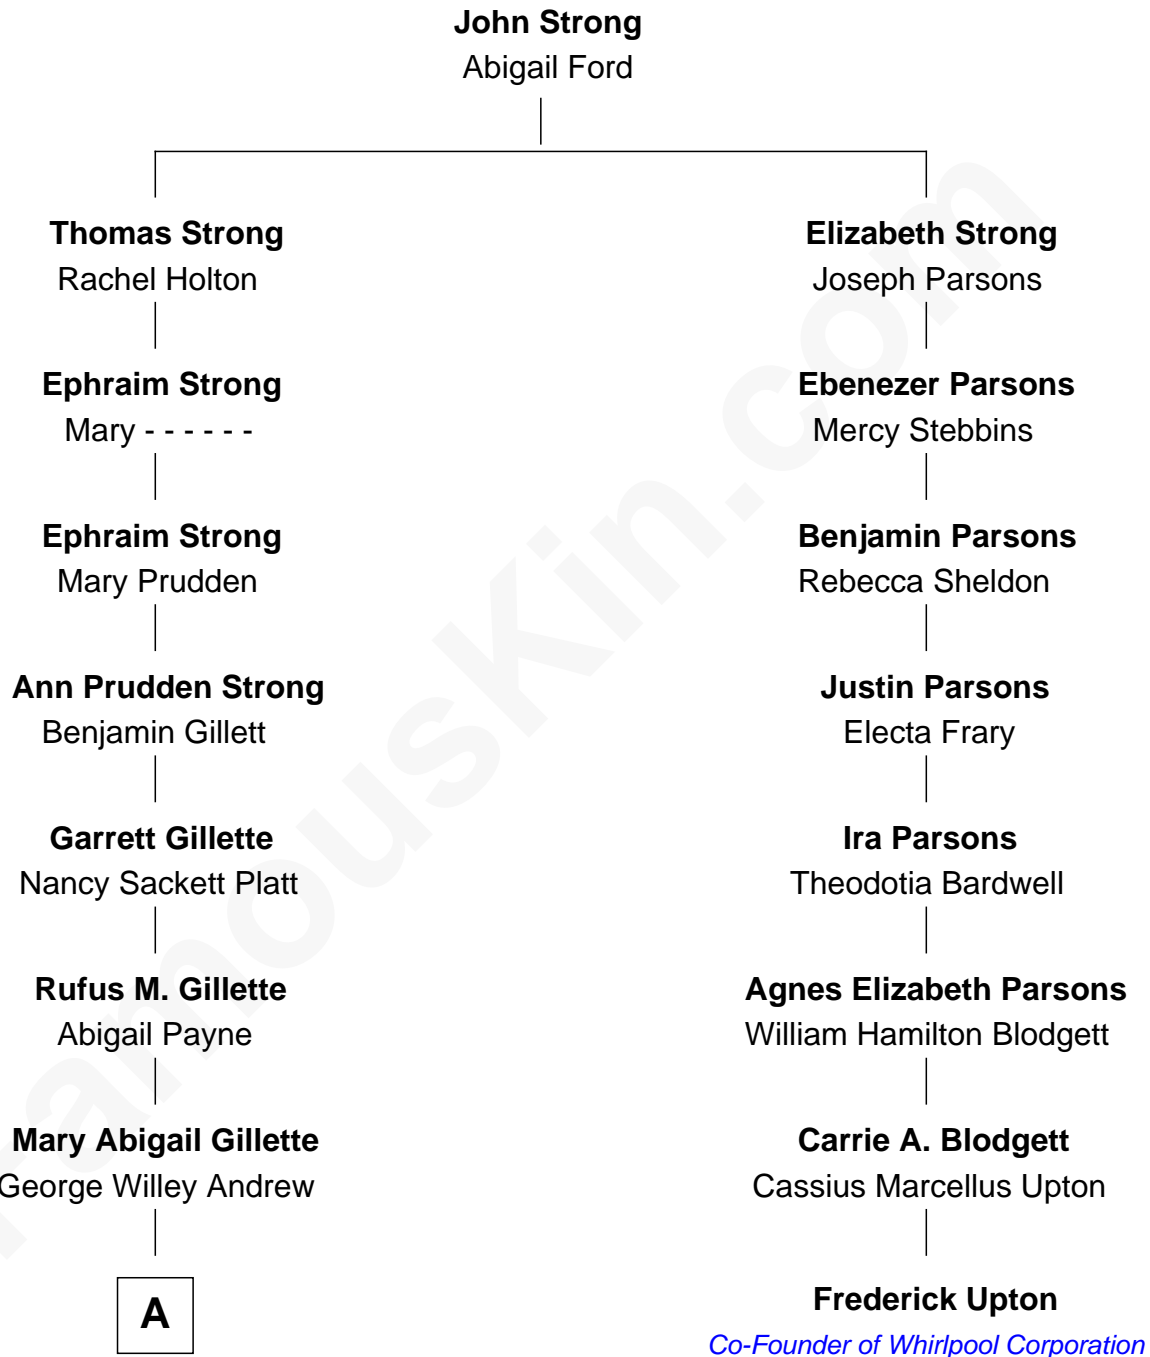 John Strong
Abigail Ford
Thomas Strong
Rachel Holton
Elizabeth Strong
Joseph Parsons
Ephraim Strong
Mary - - - - - -
Ebenezer Parsons
Mercy Stebbins
Ephraim Strong
Mary Prudden
Benjamin Parsons
Rebecca Sheldon
Ann Prudden Strong
Benjamin Gillett
Justin Parsons
Electa Frary
Garrett Gillette
Nancy Sackett Platt
Ira Parsons
Theodotia Bardwell
Rufus M. Gillette
Abigail Payne
Agnes Elizabeth Parsons
William Hamilton Blodgett
Mary Abigail Gillette
George Willey Andrew
Carrie A. Blodgett
Cassius Marcellus Upton
A
Frederick Upton
Co-Founder of Whirlpool Corporation
FamousKin.com